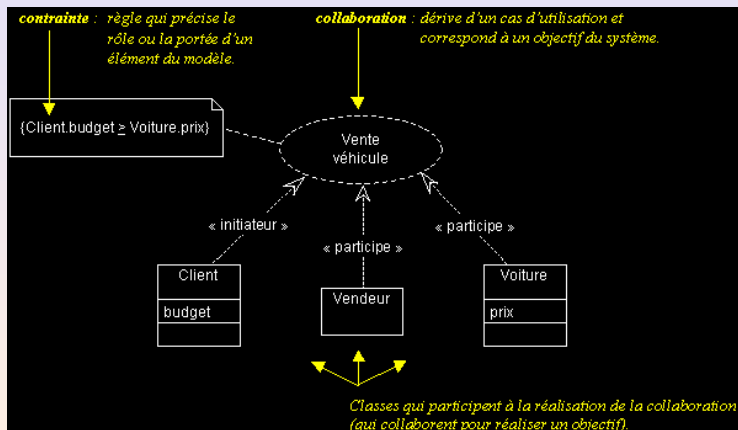 contrainte : règle qui précise le
rôle ou la portée d'un
élément du modèle.
collaboration : dérive d'un cas d'utilisation et
correspond à un objectif du système.
{Client.budget ≥ Voiture.prix}
Vente
véhicule
« initiateur »
« participe »
« participe »
Client
budget
Vendeur
Voiture
prix
Classes qui participent à la réalisation de la collaboration
(qui collaborent pour réaliser un objectif).